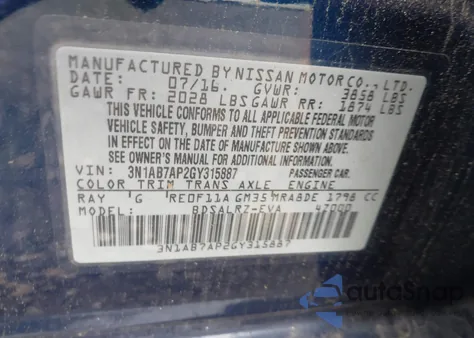 MANUFACTURED BY NISSAN MOTOR CO., LTD.
DATE: 07/16. GVWR: 3858 LBS
GAWR FR: 2028 LBS GAWR RR: 1874 LBS
THIS VEHICLE CONFORMS TO ALL APPLICABLE FEDERAL MOTOR
VEHICLE SAFETY, BUMPER AND THEFT PREVENTION STANDARDS
IN EFFECT ON THE DATE OF MANUFACTURE SHOWN ABOVE.
SEE OWNER'S MANUAL FOR ADDITIONAL INFORMATION.
VIN: 3N1AB7AP2GY315887 PASSENGER CAR.
COLOR TRIM TRANS AXLE ENGINE
RAY G RE0F11A GM35 MRA8DE 1798 CC
MODEL: BDSALRZ-EVA 4Z000
3N1AB7AP2GY315887
autoSnap